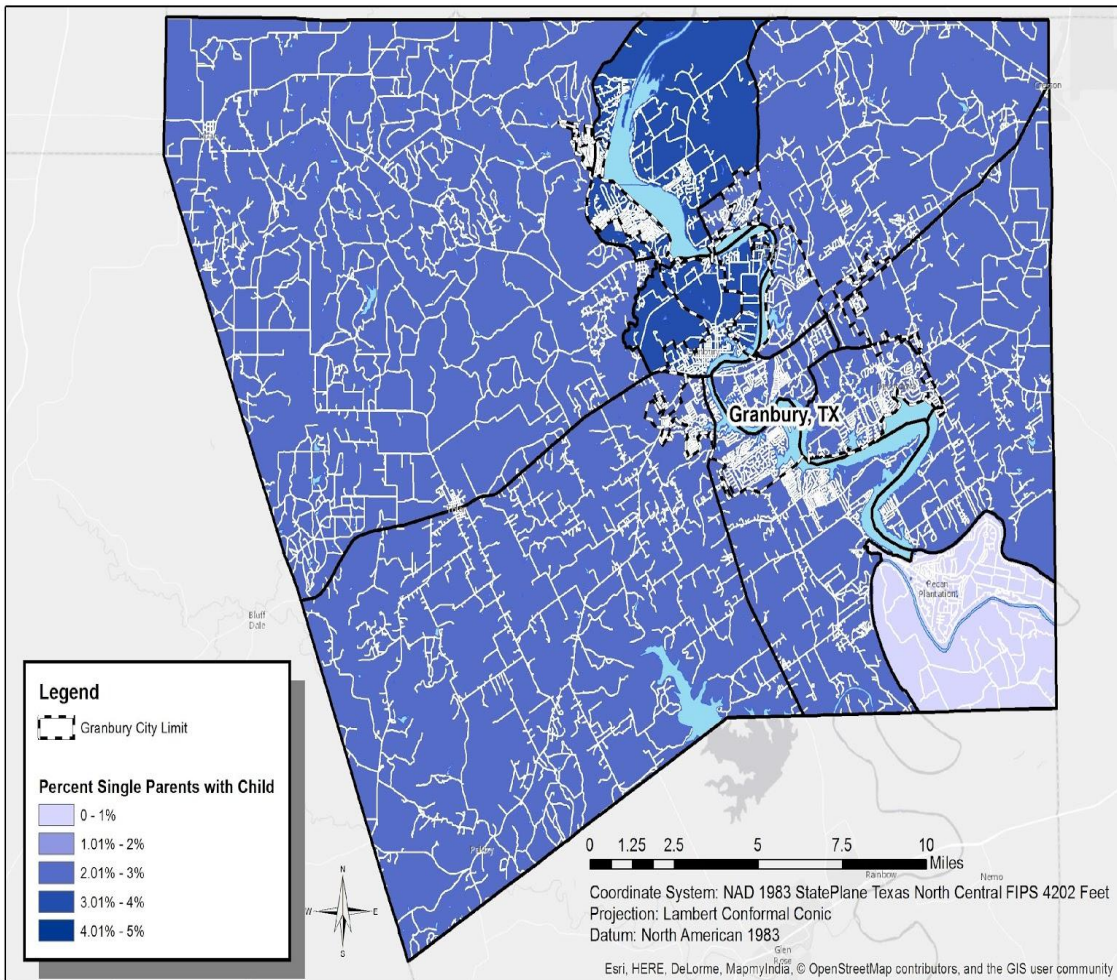 Granbury, TX
Pecan
Plantation
Bluff
Dale
Paluxy
Legend
Granbury City Limit
Percent Single Parents with Child
0 - 1%
1.01% - 2%
2.01% - 3%
3.01% - 4%
4.01% - 5%
N
W
E
S
0 1.25 2.5 5 7.5 10
Miles
Rainbow
Nemo
Coordinate System: NAD 1983 StatePlane Texas North Central FIPS 4202 Feet
Projection: Lambert Conformal Conic
Datum: North American 1983
Glen
Rose
Esri, HERE, DeLorme, MapmyIndia, © OpenStreetMap contributors, and the GIS user community